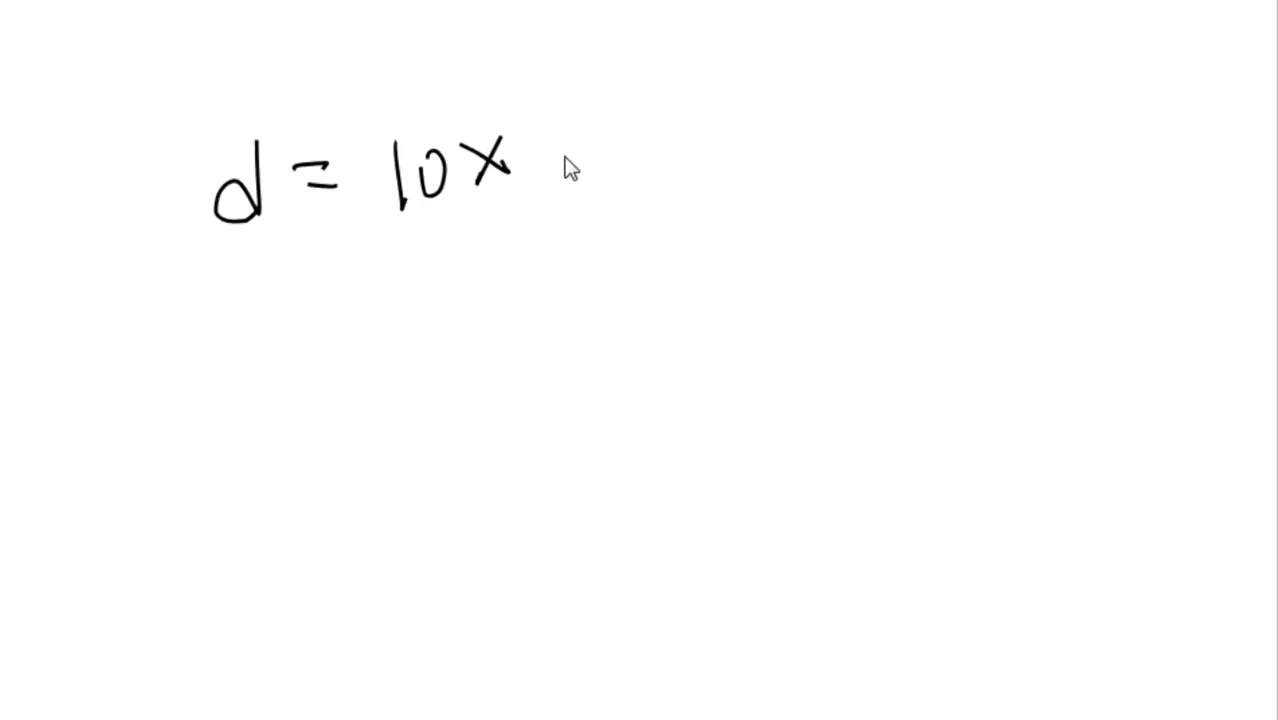 d = 10x